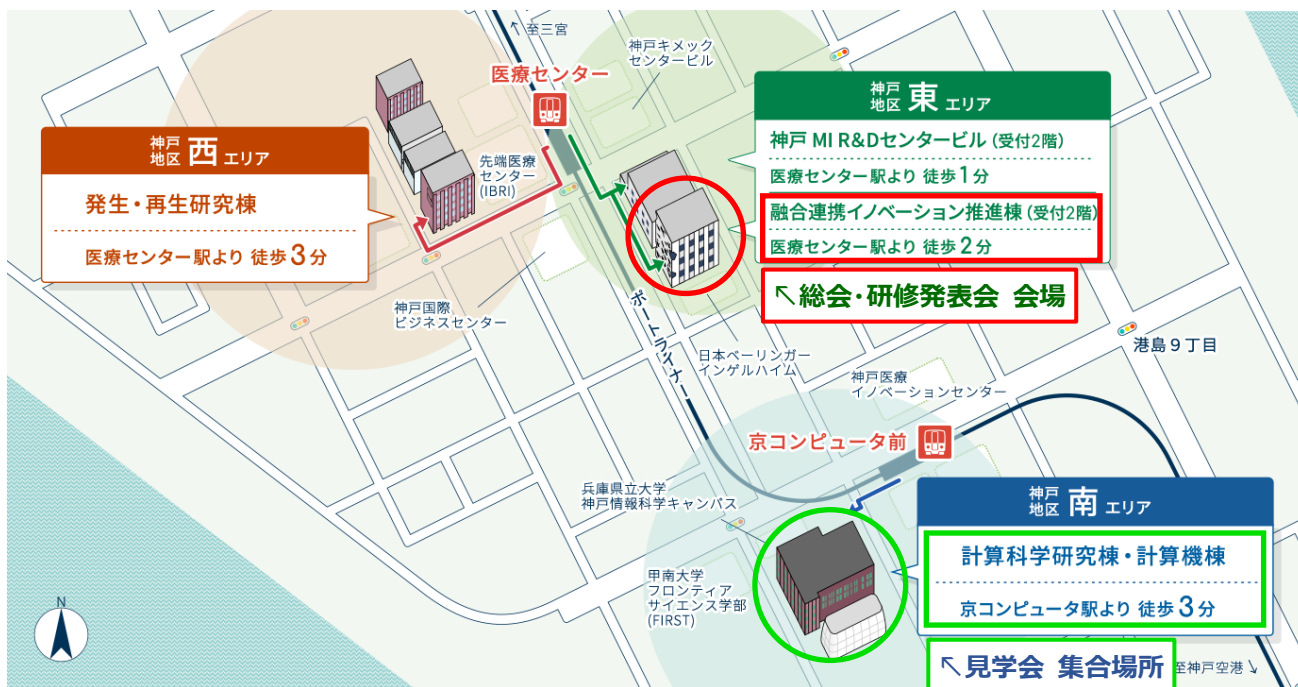 ↖至三宮
神戸キメック
センタービル
医療センター
神戸
地区 西 エリア
発生・再生研究棟
医療センター駅より 徒歩3分
先端医療
センター
(IBRI)
神戸
地区 東 エリア
神戸 MI R&Dセンタービル (受付2階)
医療センター駅より 徒歩1分
融合連携イノベーション推進棟 (受付2階)
医療センター駅より 徒歩2分
↖総会・研修発表会 会場
神戸国際
ビジネスセンター
ポートライナー
日本ベーリンガー
インゲルハイム
港島9丁目
神戸医療
イノベーションセンター
京コンピュータ前
兵庫県立大学
神戸情報科学キャンパス
神戸
地区 南 エリア
計算科学研究棟・計算機棟
京コンピュータ駅より 徒歩3分
甲南大学
フロンティア
サイエンス学部
(FIRST)
N
↖見学会 集合場所
至神戸空港↘